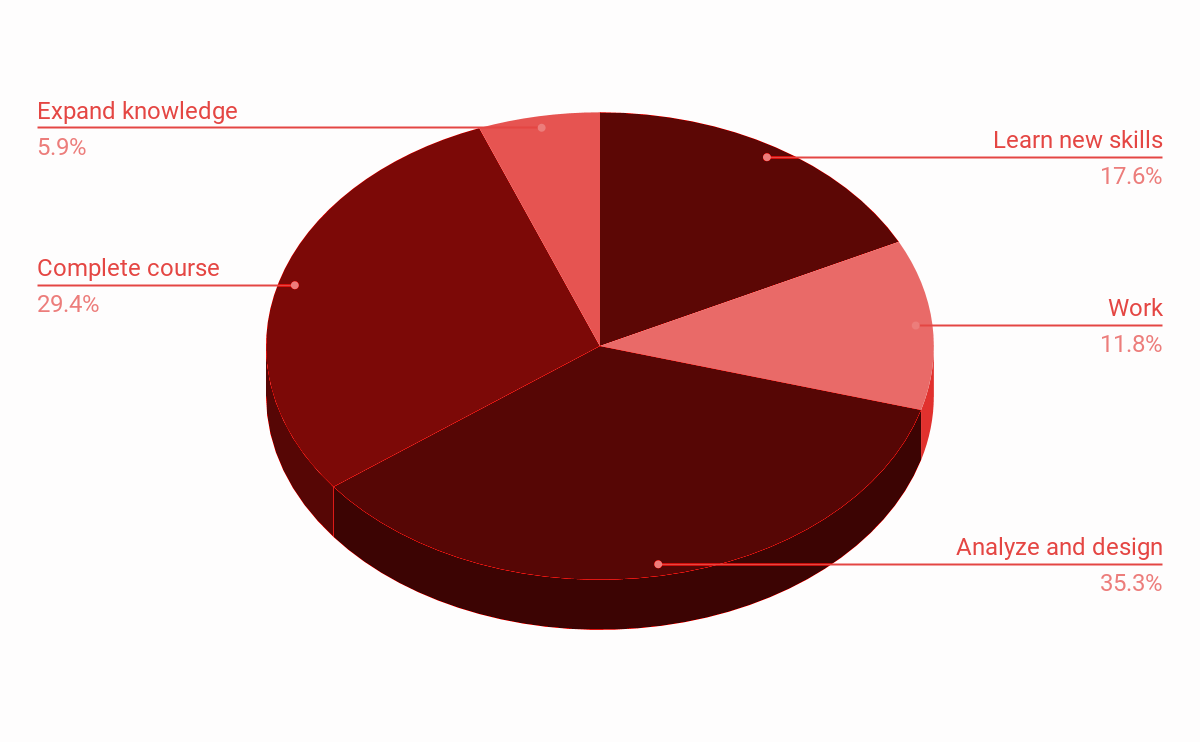 Expand knowledge
5.9%
Learn new skills
17.6%
Complete course
29.4%
Work
11.8%
Analyze and design
35.3%